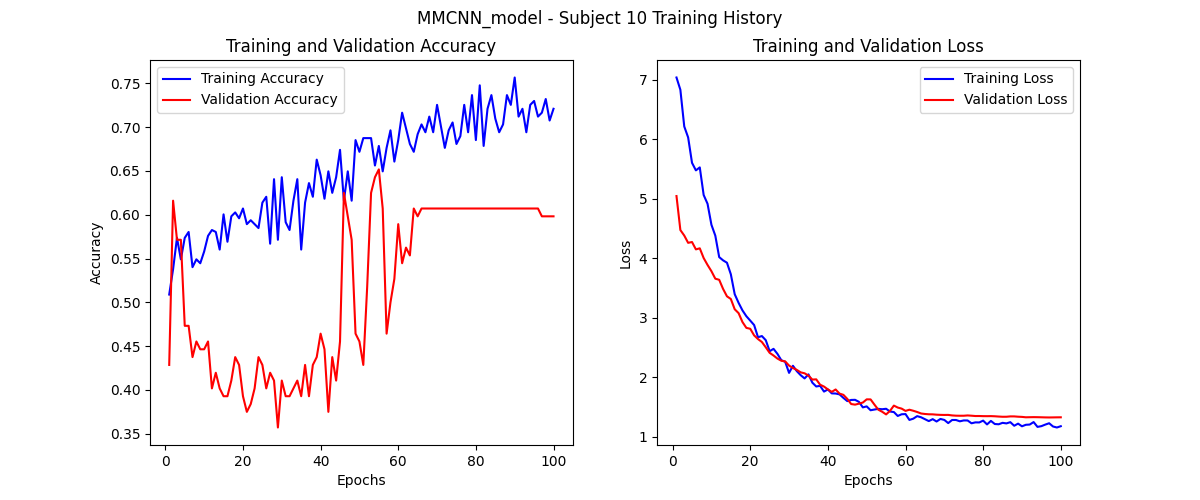 MMCNN_model - Subject 10 Training History
Training and Validation Accuracy
Training Accuracy
Validation Accuracy
Accuracy
0.75
0.70
0.65
0.60
0.55
0.50
0.45
0.40
0.35
0 20 40 60 80 100
Epochs
Training and Validation Loss
Training Loss
Validation Loss
Loss
7
6
5
4
3
2
1
0 20 40 60 80 100
Epochs